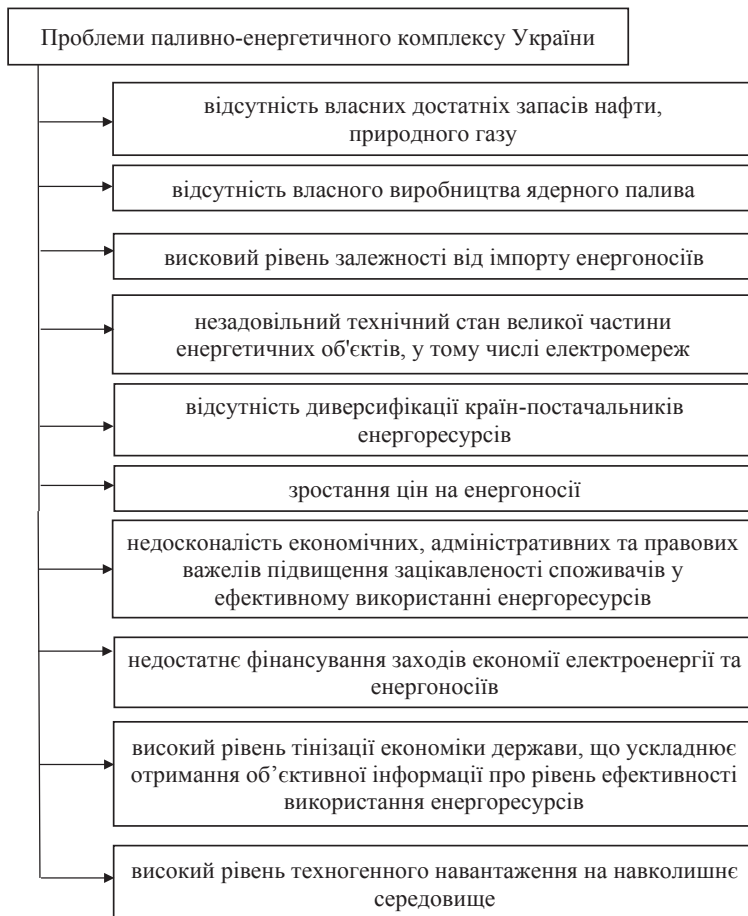 Проблеми паливно-енергетичного комплексу України
відсутність власних достатніх запасів нафти,
природного газу
відсутність власного виробництва ядерного палива
висковий рівень залежності від імпорту енергоносіїв
незадовільний технічний стан великої частини
енергетичних об'єктів, у тому числі електромереж
відсутність диверсифікації країн-постачальників
енергоресурсів
зростання цін на енергоносії
недосконалість економічних, адміністративних та правових
важелів підвищення зацікавленості споживачів у
ефективному використанні енергоресурсів
недостатнє фінансування заходів економії електроенергії та
енергоносіїв
високий рівень тінізації економіки держави, що ускладнює
отримання об’єктивної інформації про рівень ефективності
використання енергоресурсів
високий рівень техногенного навантаження на навколишнє
середовище